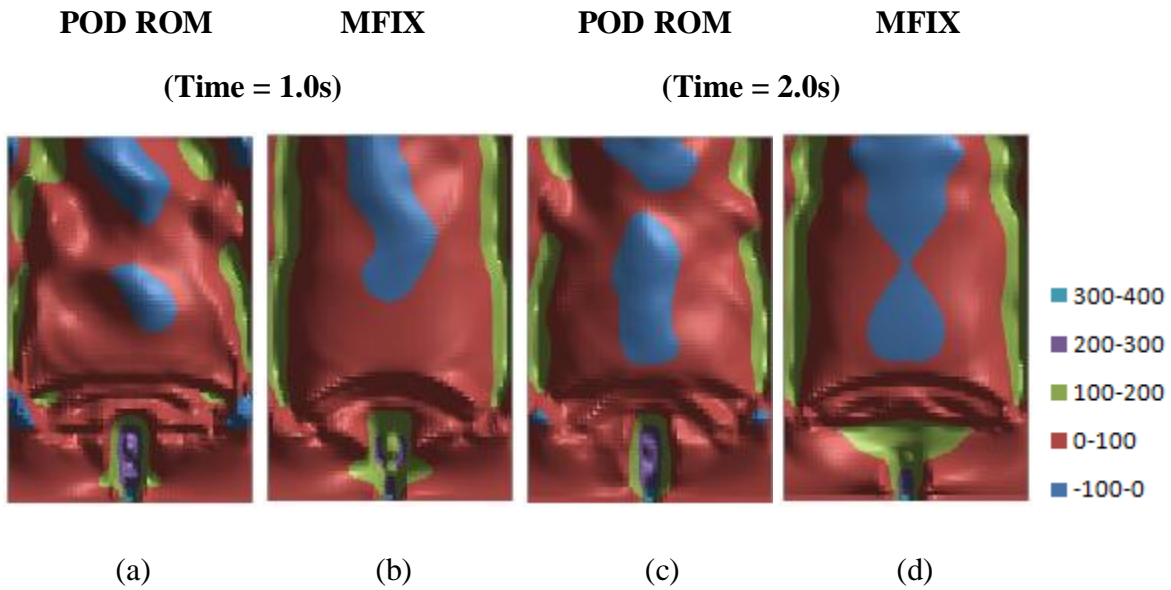 POD ROM MFIX POD ROM MFIX
(Time = 1.0s) (Time = 2.0s)
300-400
200-300
100-200
0-100
-100-0
(a) (b) (c) (d)